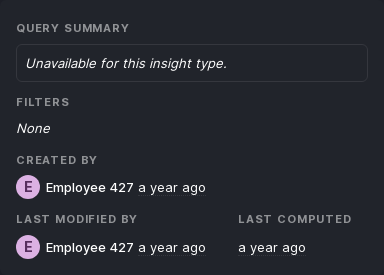 QUERY SUMMARY
Unavailable for this insight type.
FILTERS
None
CREATED BY
E Employee 427 a year ago
LAST MODIFIED BY LAST COMPUTED
E Employee 427 a year ago a year ago